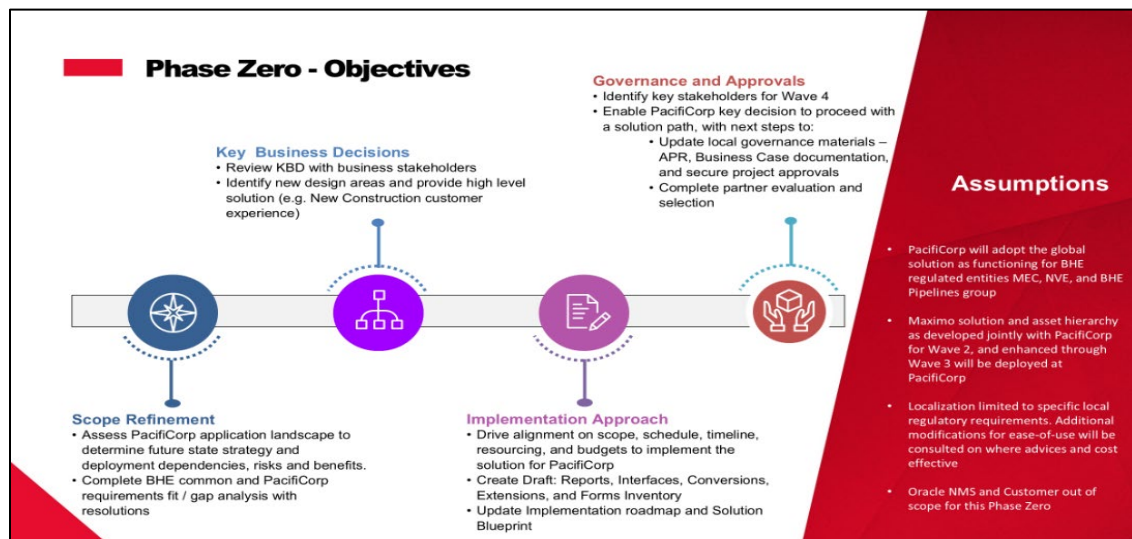 Phase Zero - Objectives
Key Business Decisions
• Review KBD with business stakeholders
• Identify new design areas and provide high level
solution (e.g. New Construction customer
experience)
Governance and Approvals
• Identify key stakeholders for Wave 4
• Enable PacifiCorp key decision to proceed with
a solution path, with next steps to:
• Update local governance materials –
APR, Business Case documentation,
and secure project approvals
• Complete partner evaluation and
selection
Scope Refinement
• Assess PacifiCorp application landscape to
determine future state strategy and
deployment dependencies, risks and benefits.
• Complete BHE common and PacifiCorp
requirements fit / gap analysis with
resolutions
Implementation Approach
• Drive alignment on scope, schedule, timeline,
resourcing, and budgets to implement the
solution for PacifiCorp
• Create Draft: Reports, Interfaces, Conversions,
Extensions, and Forms Inventory
• Update Implementation roadmap and Solution
Blueprint
Assumptions
• PacifiCorp will adopt the global
solution as functioning for BHE
regulated entities MEC, NVE, and BHE
Pipelines group
• Maximo solution and asset hierarchy
as developed jointly with PacifiCorp
for Wave 2, and enhanced through
Wave 3 will be deployed at
PacifiCorp
• Localization limited to specific local
regulatory requirements. Additional
modifications for ease-of-use will be
consulted on where advices and cost
effective
• Oracle NMS and Customer out of
scope for this Phase Zero